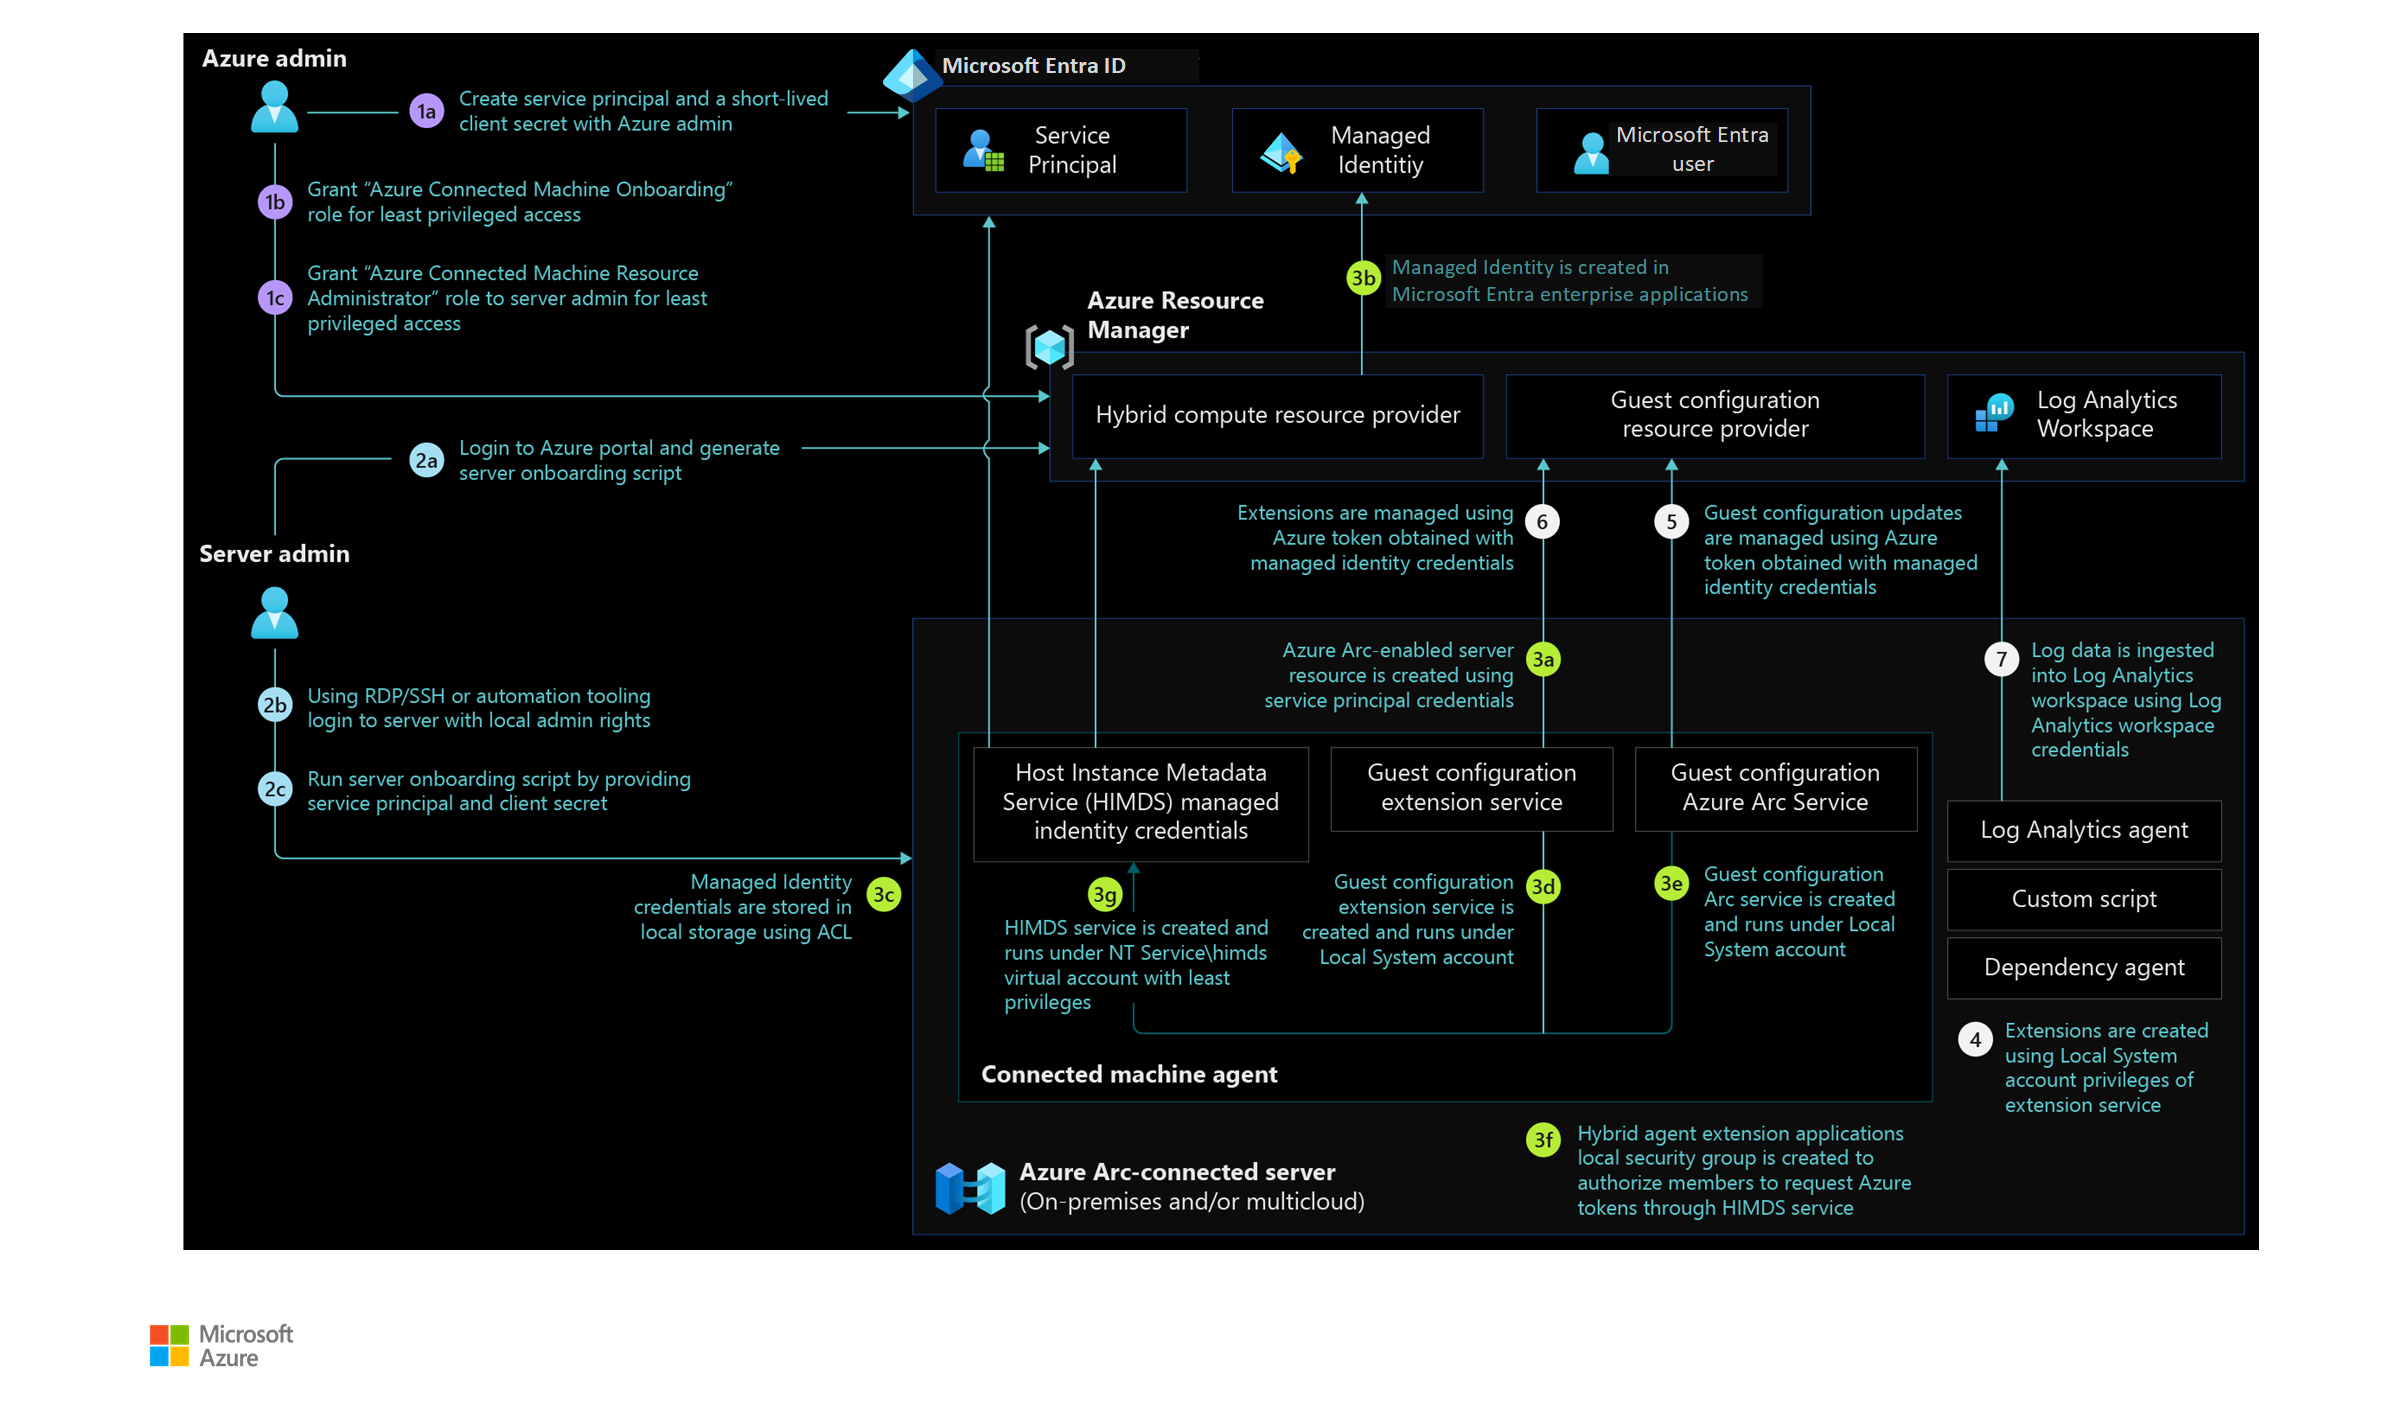 Azure admin
1a
Create service principal and a short-lived
client secret with Azure admin
1b
Grant “Azure Connected Machine Onboarding”
role for least privileged access
1c
Grant “Azure Connected Machine Resource
Administrator” role to server admin for least
privileged access
Microsoft Entra ID
Service
Principal
Managed
Identitiy
Microsoft Entra
user
3b
Managed Identity is created in
Microsoft Entra enterprise applications
Azure Resource
Manager
Hybrid compute resource provider
Guest configuration
resource provider
Log Analytics
Workspace
2a
Login to Azure portal and generate
server onboarding script
Server admin
2b
Using RDP/SSH or automation tooling
login to server with local admin rights
2c
Run server onboarding script by providing
service principal and client secret
Extensions are managed using
Azure token obtained with
managed identity credentials
6
5
Guest configuration updates
are managed using Azure
token obtained with managed
identity credentials
Azure Arc-enabled server
resource is created using
service principal credentials
3a
7
Log data is ingested
into Log Analytics
workspace using Log
Analytics workspace
credentials
Host Instance Metadata
Service (HIMDS) managed
indentity credentials
Guest configuration
extension service
Guest configuration
Azure Arc Service
Log Analytics agent
Custom script
Dependency agent
Managed Identity
credentials are stored in
local storage using ACL
3c
3g
HIMDS service is created and
runs under NT Service\himds
virtual account with least
privileges
Guest configuration
extension service is
created and runs under
Local System account
3d
3e
Guest configuration
Arc service is created
and runs under Local
System account
4
Extensions are created
using Local System
account privileges of
extension service
Connected machine agent
3f
Hybrid agent extension applications
local security group is created to
authorize members to request Azure
tokens through HIMDS service
Azure Arc-connected server
(On-premises and/or multicloud)
Microsoft
Azure